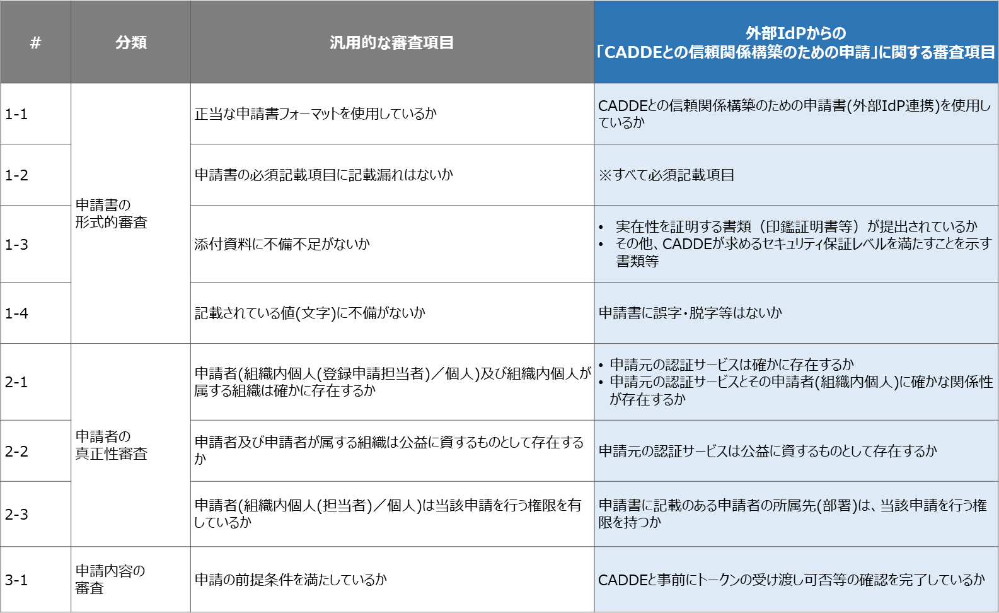 #
分類
汎用的な審査項目
外部IdPからの
「CADDEとの信頼関係構築のための申請」に関する審査項目
1-1
申請書の
形式的審査
正当な申請書フォーマットを使用しているか
CADDEとの信頼関係構築のための申請書(外部IdP連携)を使用し
ているか
1-2
申請書の必須記載項目に記載漏れはないか
※すべて必須記載項目
1-3
添付資料に不備不足がないか
• 実在性を証明する書類（印鑑証明書等）が提出されているか
• その他、CADDEが求めるセキュリティ保証レベルを満たすことを示す
書類等
1-4
記載されている値(文字)に不備がないか
申請書に誤字・脱字等はないか
2-1
申請者の
真正性審査
申請者(組織内個人(登録申請担当者)／個人)及び組織内個人が
属する組織は確かに存在するか
• 申請元の認証サービスは確かに存在するか
• 申請元の認証サービスとその申請者(組織内個人)に確かな関係性
が存在するか
2-2
申請者及び申請者が属する組織は公益に資するものとして存在する
か
申請元の認証サービスは公益に資するものとして存在するか
2-3
申請者(組織内個人(担当者)／個人)は当該申請を行う権限を有
しているか
申請書に記載のある申請者の所属先(部署)は、当該申請を行う権
限を持つか
3-1
申請内容の
審査
申請の前提条件を満たしているか
CADDEと事前にトークンの受け渡し可否等の確認を完了しているか